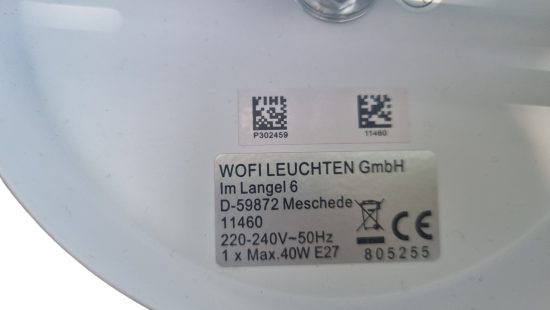 P302459
11460
WOFI LEUCHTEN GmbH
Im Langel 6
D-59872 Meschede
11460
220-240V~50Hz
1 x Max.40W E27
CE
805255